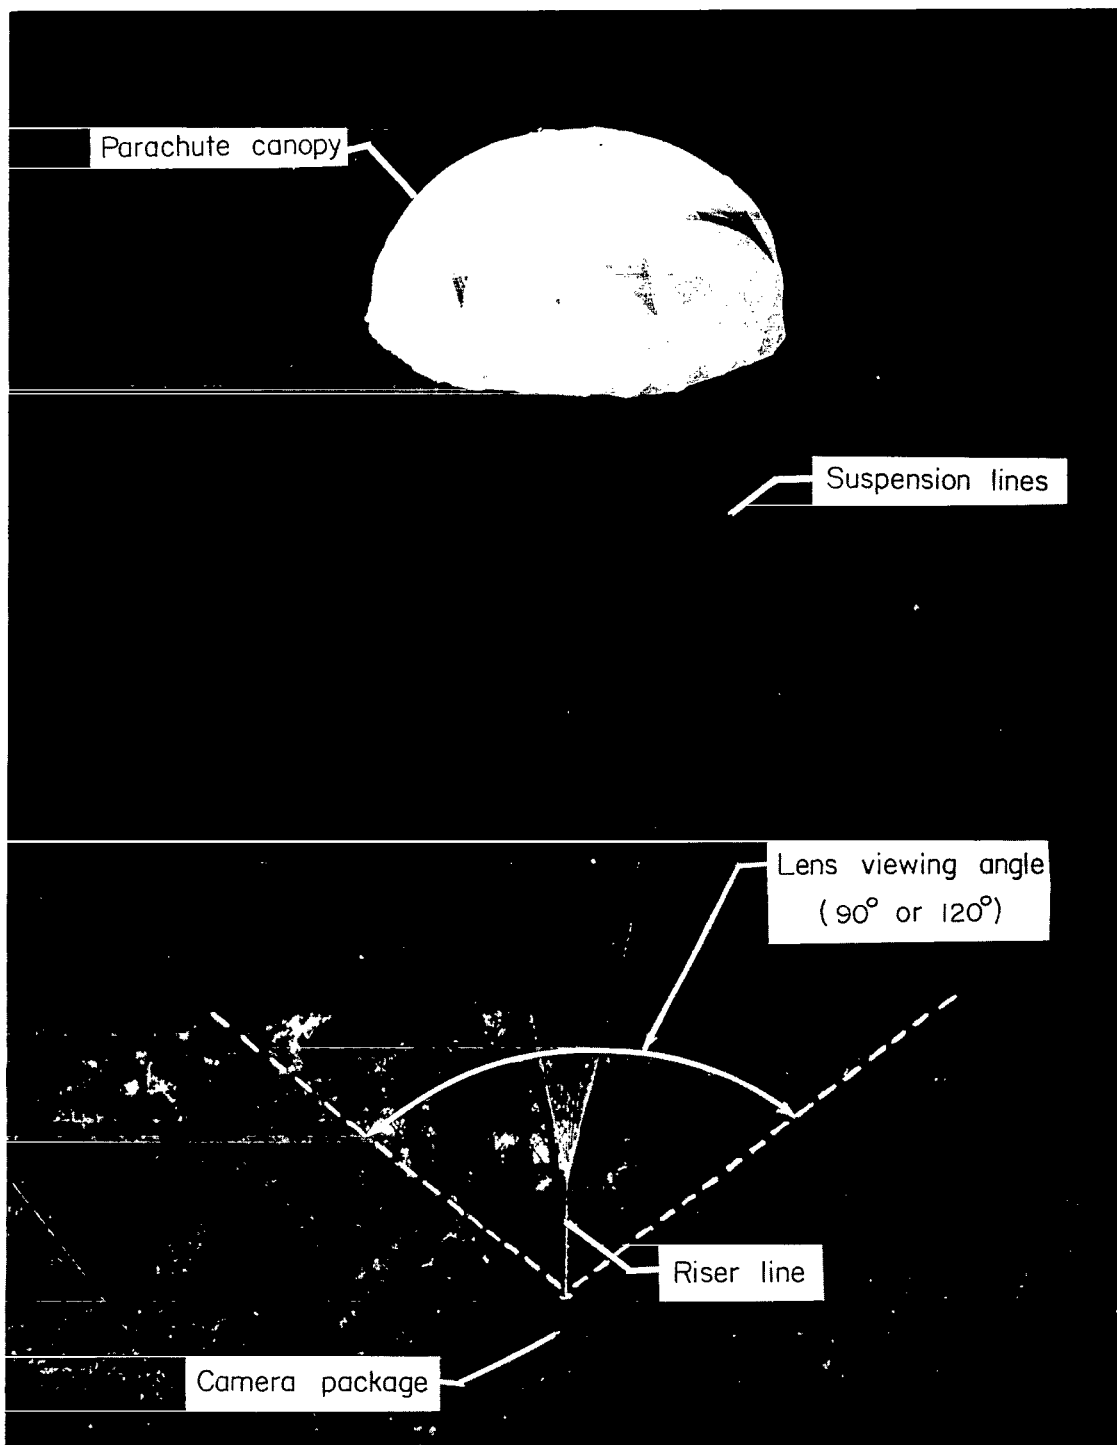 Parachute canopy
Suspension lines
Lens viewing angle
(90° or 120°)
Riser line
Camera package